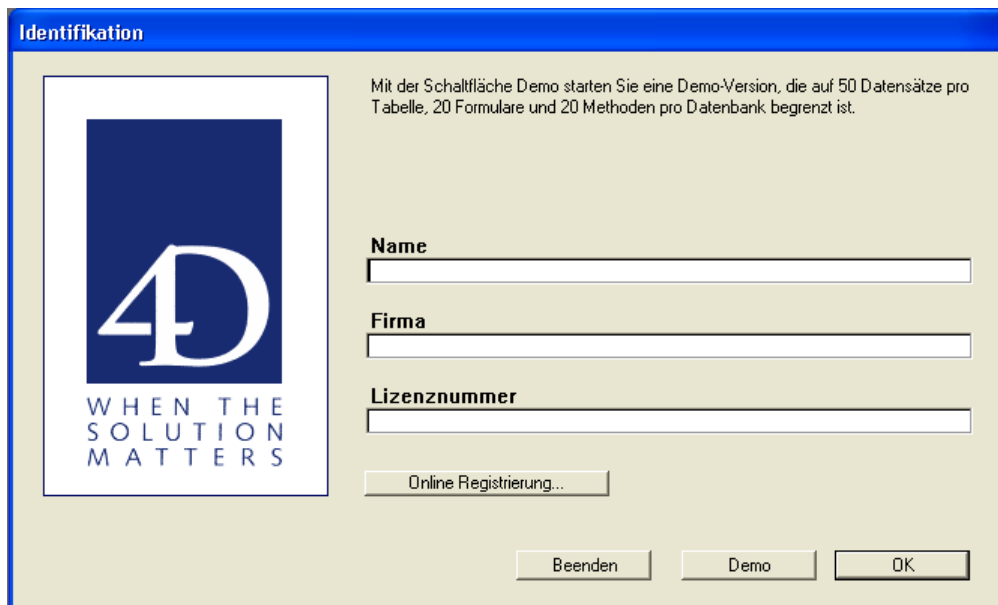 Identifikation
Mit der Schaltfläche Demo starten Sie eine Demo-Version, die auf 50 Datensätze pro
Tabelle, 20 Formulare und 20 Methoden pro Datenbank begrenzt ist.
4D
WHEN THE
SOLUTION
MATTERS
Name
Firma
Lizenznummer
Online Registrierung...
Beenden
Demo
OK